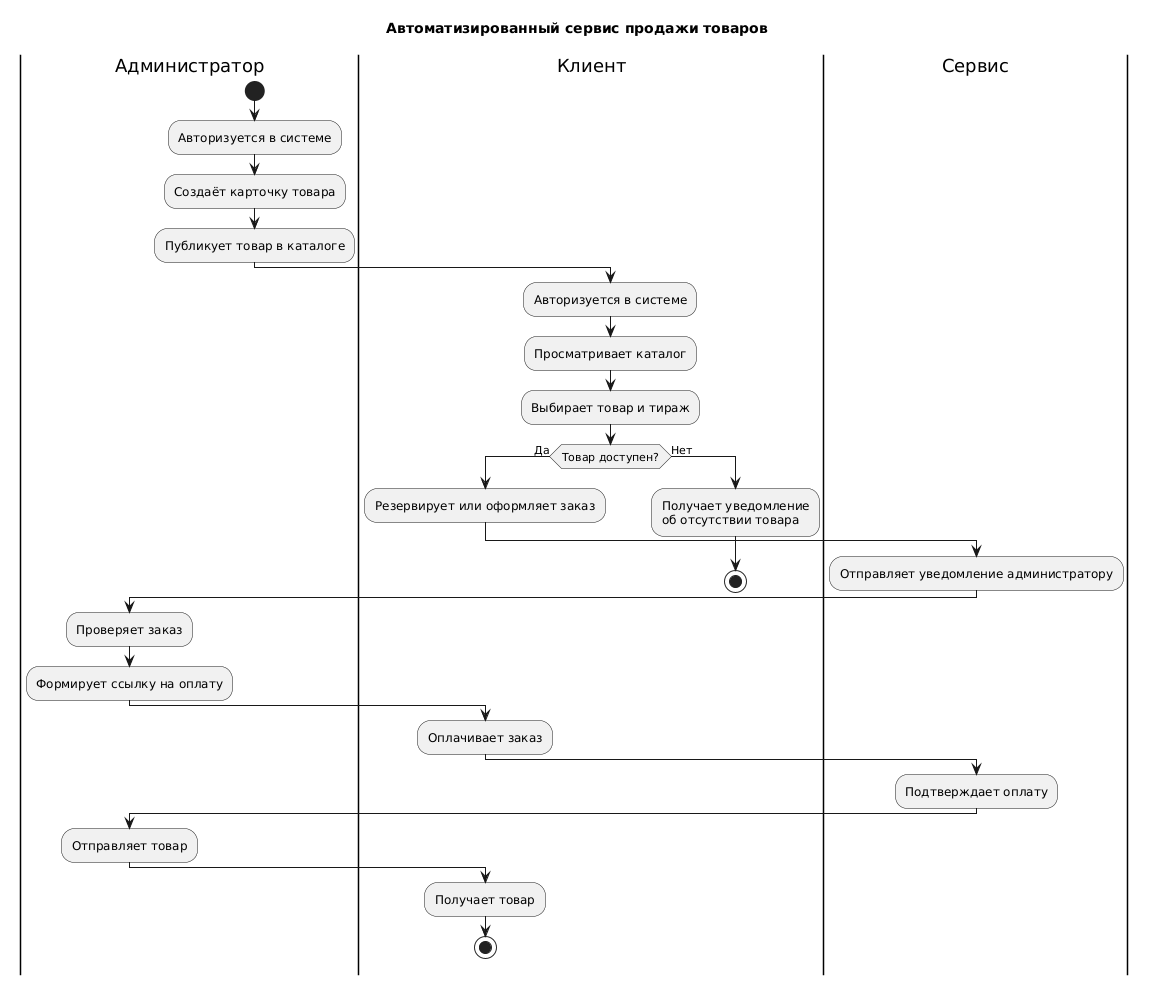 Автоматизированный сервис продажи товаров
Администратор
Клиент
Сервис
Авторизуется в системе
Создаёт карточку товара
Публикует товар в каталоге
Авторизуется в системе
Просматривает каталог
Выбирает товар и тираж
Да
Товар доступен?
Нет
Резервирует или оформляет заказ
Получает уведомление
об отсутствии товара
Отправляет уведомление администратору
Проверяет заказ
Формирует ссылку на оплату
Оплачивает заказ
Подтверждает оплату
Отправляет товар
Получает товар